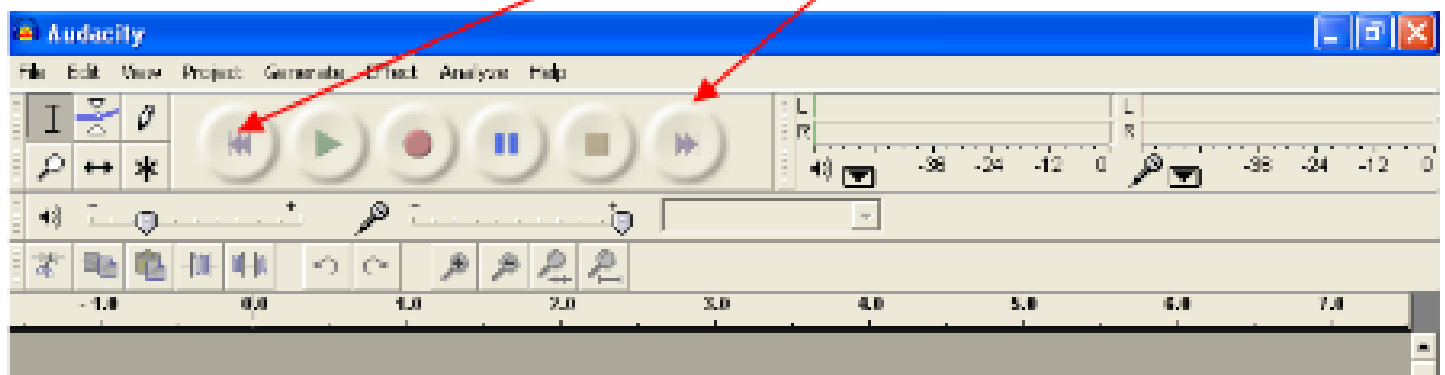 Audacity
File Edit View Project Generate Effect Analyze Help
L L
R R
-36 -24 -12 0 -36 -24 -12 0
- + - +
-1.0 0.0 1.0 2.0 3.0 4.0 5.0 6.0 7.0